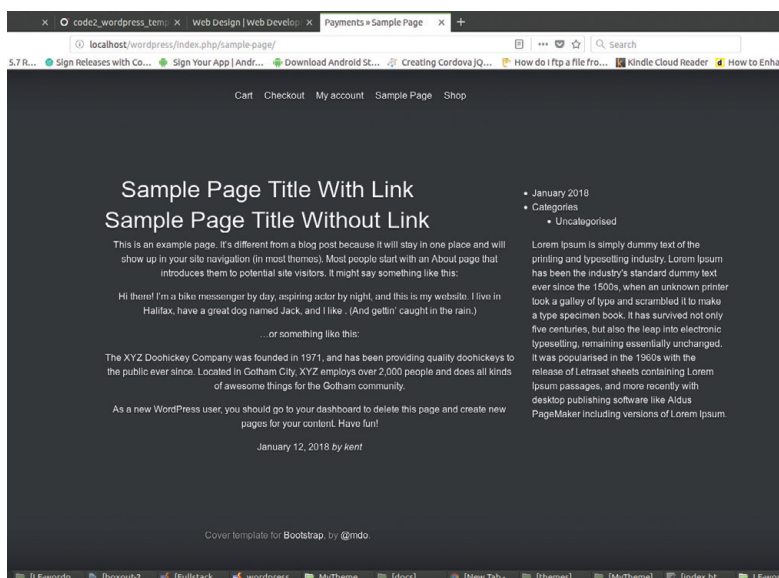 code2_wordpress_temp
Web Design | Web Develop
Payments » Sample Page
localhost/wordpress/index.php/sample-page/
Search
5.7 R...
Sign Releases with Co...
Sign Your App | Andr...
Download Android St...
Creating Cordova jQ...
How do I ftp a file fro...
Kindle Cloud Reader
How to Enha
Cart Checkout My account Sample Page Shop
Sample Page Title With Link
Sample Page Title Without Link
This is an example page. It's different from a blog post because it will stay in one place and will
show up in your site navigation (in most themes). Most people start with an About page that
introduces them to potential site visitors. It might say something like this:
Hi there! I'm a bike messenger by day, aspiring actor by night, and this is my website. I live in
Halifax, have a great dog named Jack, and I like . (And gettin' caught in the rain.)
...or something like this:
The XYZ Doohickey Company was founded in 1971, and has been providing quality doohickeys to
the public ever since. Located in Gotham City, XYZ employs over 2,000 people and does all kinds
of awesome things for the Gotham community.
As a new WordPress user, you should go to your dashboard to delete this page and create new
pages for your content. Have fun!
January 12, 2018 by kent
January 2018
Categories
Uncategorised
Lorem Ipsum is simply dummy text of the
printing and typesetting industry. Lorem Ipsum
has been the industry's standard dummy text
ever since the 1500s, when an unknown printer
took a galley of type and scrambled it to make
a type specimen book. It has survived not only
five centuries, but also the leap into electronic
typesetting, remaining essentially unchanged.
It was popularised in the 1960s with the
release of Letraset sheets containing Lorem
Ipsum passages, and more recently with
desktop publishing software like Aldus
PageMaker including versions of Lorem Ipsum.
Cover template for Bootstrap, by @mdo.
[boxout-2 [Fullstack wordpress MyTheme [docs] [New Tab - [themes] [MyTheme] [index.ht